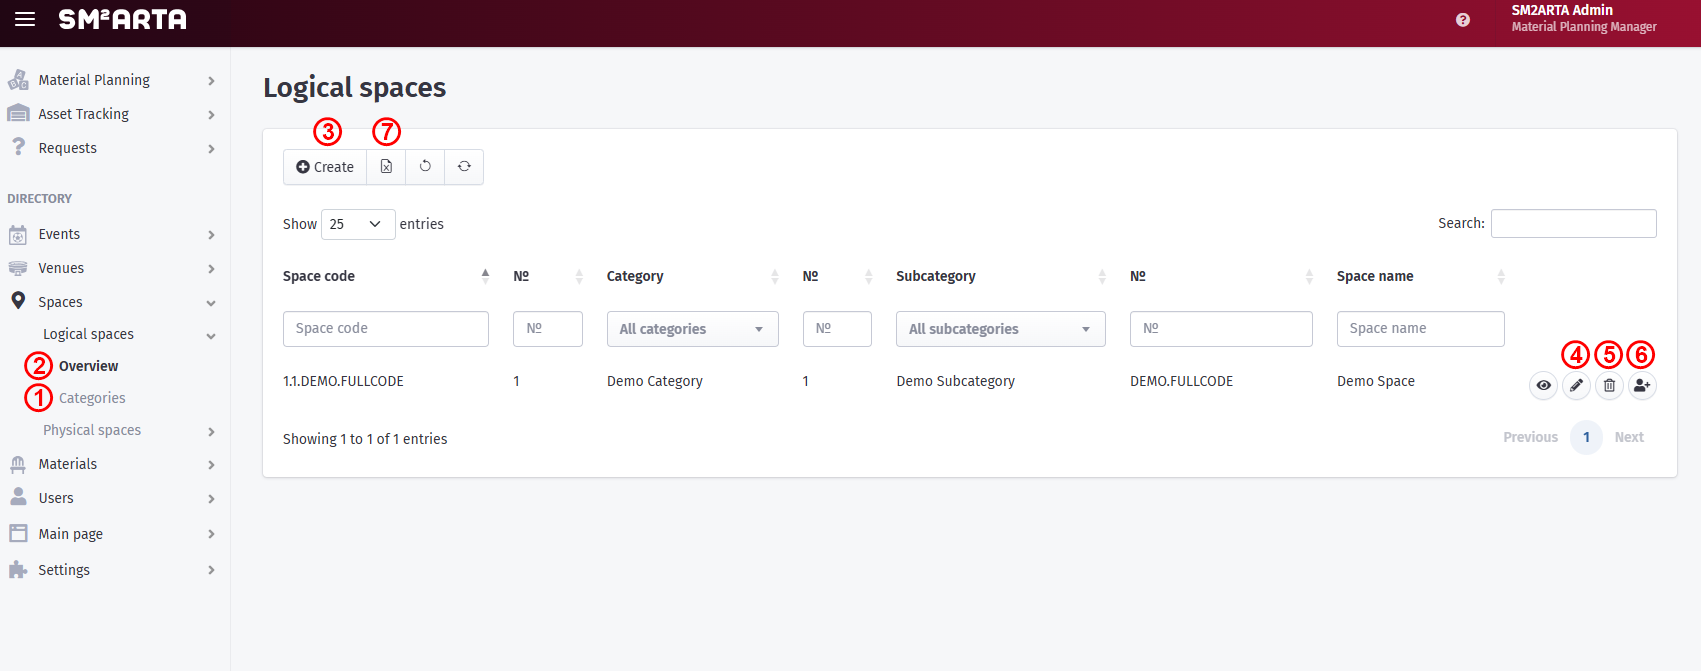 SM²ARTA
SM2ARTA Admin
Material Planning Manager
Material Planning
Asset Tracking
Requests
DIRECTORY
Events
Venues
Spaces
Logical spaces
2 Overview
1 Categories
Physical spaces
Materials
Users
Main page
Settings
Logical spaces
3 7
Create
Show 25 entries
Search:
Space code Nº Category Nº Subcategory Nº Space name
Space code Nº All categories Nº All subcategories Nº Space name
4 5 6
1.1.DEMO.FULLCODE 1 Demo Category 1 Demo Subcategory DEMO.FULLCODE Demo Space
Showing 1 to 1 of 1 entries
Previous 1 Next